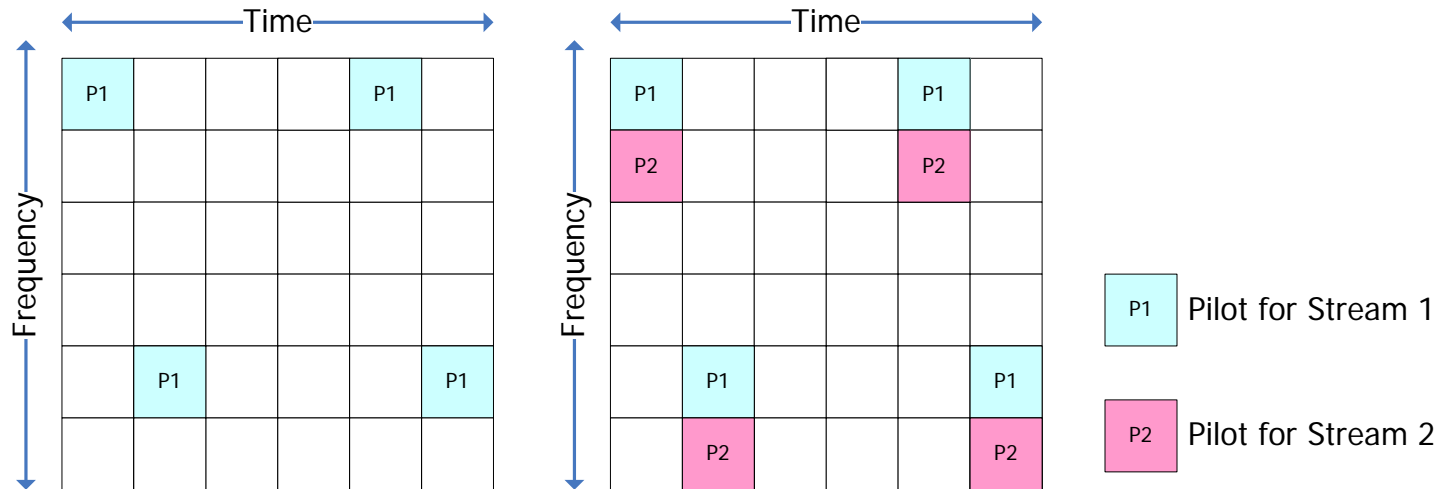 Time
Time
Frequency
P1 P1
P1 P1
Frequency
P1 P1
P2 P2
P1 P1
P2 P2
P1 Pilot for Stream 1
P2 Pilot for Stream 2